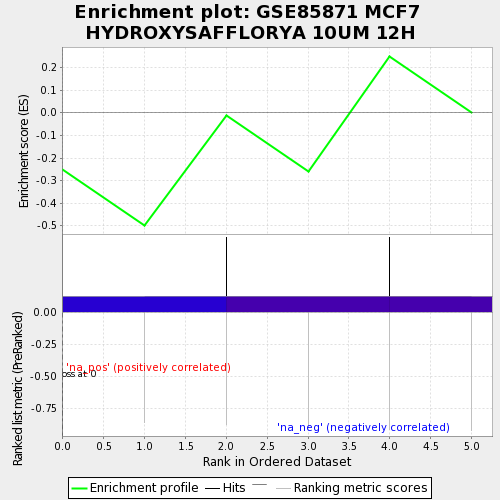 Enrichment plot: GSE85871 MCF7
HYDROXYSAFFLORYA 10UM 12H
Enrichment score (ES)
0.2
0.1
0.0
-0.1
-0.2
-0.3
-0.4
-0.5
Ranked list metric (PreRanked)
0.00
-0.25
-0.50
-0.75
'na_pos' (positively correlated)
at 0
'na_neg' (negatively correlated)
0.0 0.5 1.0 1.5 2.0 2.5 3.0 3.5 4.0 4.5 5.0
Rank in Ordered Dataset
Enrichment profile Hits Ranking metric scores